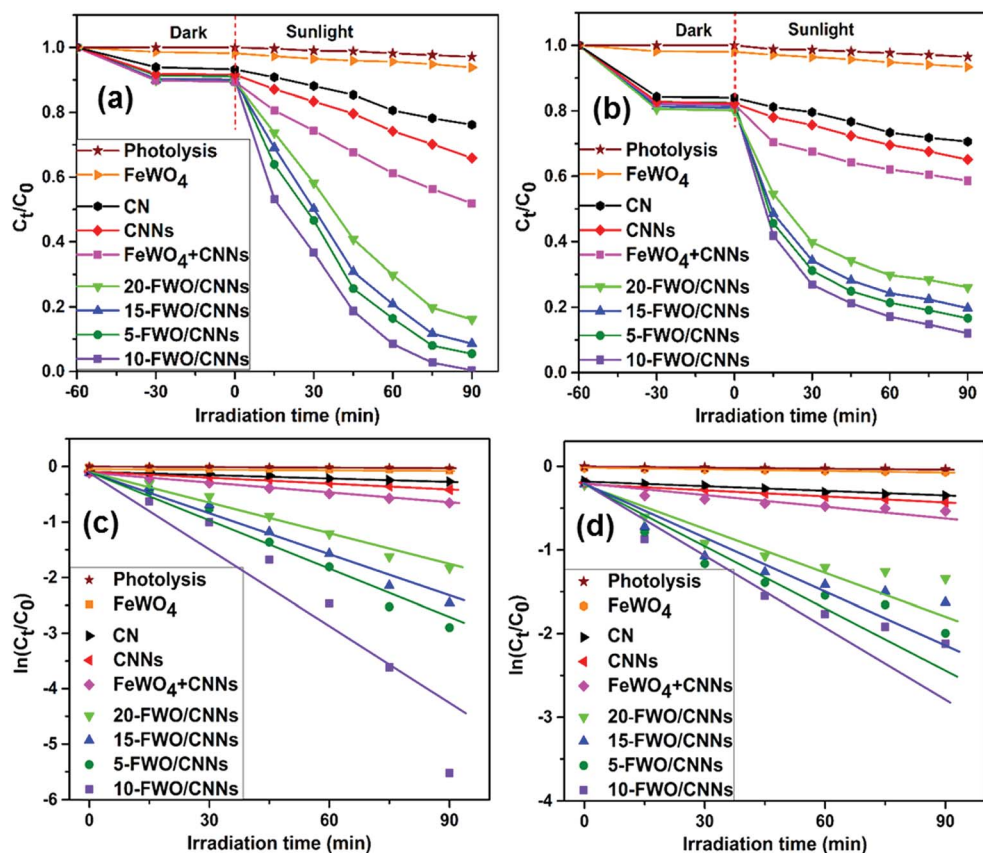 Dark Sunlight
(a)
1.0
0.8
0.6
0.4
0.2
0.0
Ct/C0
Photolysis
FeWO4
CN
CNNs
FeWO4+CNNs
20-FWO/CNNs
15-FWO/CNNs
5-FWO/CNNs
10-FWO/CNNs
-60 -30 0 30 60 90
Irradiation time (min)
Dark Sunlight
(b)
1.0
0.8
0.6
0.4
0.2
0.0
Ct/C0
Photolysis
FeWO4
CN
CNNs
FeWO4+CNNs
20-FWO/CNNs
15-FWO/CNNs
5-FWO/CNNs
10-FWO/CNNs
-60 -30 0 30 60 90
Irradiation time (min)
(c)
0
-1
-2
-3
-4
-5
-6
ln(Ct/C0)
Photolysis
FeWO4
CN
CNNs
FeWO4+CNNs
20-FWO/CNNs
15-FWO/CNNs
5-FWO/CNNs
10-FWO/CNNs
0 30 60 90
Irradiation time (min)
(d)
0
-1
-2
-3
-4
ln(Ct/C0)
Photolysis
FeWO4
CN
CNNs
FeWO4+CNNs
20-FWO/CNNs
15-FWO/CNNs
5-FWO/CNNs
10-FWO/CNNs
0 30 60 90
Irradiation time (min)